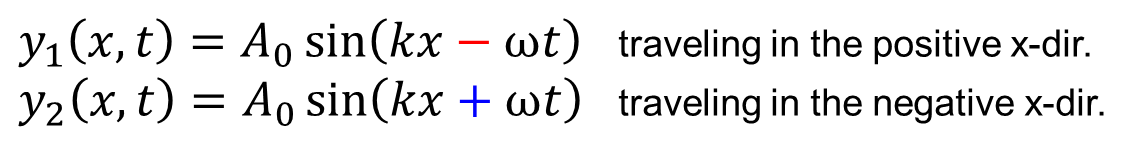 y₁(x, t) = A₀ sin(kx − ωt) traveling in the positive x-dir.
y₂(x, t) = A₀ sin(kx + ωt) traveling in the negative x-dir.